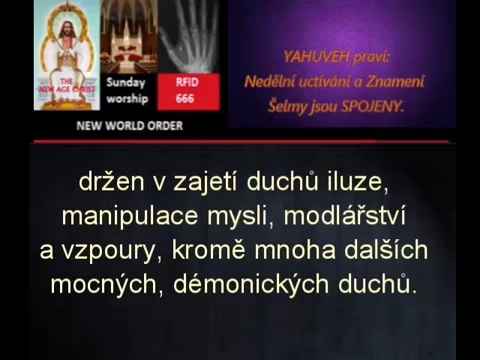 THE
NEW AGE CHRIST
Sunday
worship
RFID
666
NEW WORLD ORDER
YAHUVEH praví:
Nedělní uctívání a Znamení
Šelmy jsou SPOJENY.
držen v zajetí duchů iluze,
manipulace mysli, modlářství
a vzpoury, kromě mnoha dalších
mocných, démonických duchů.